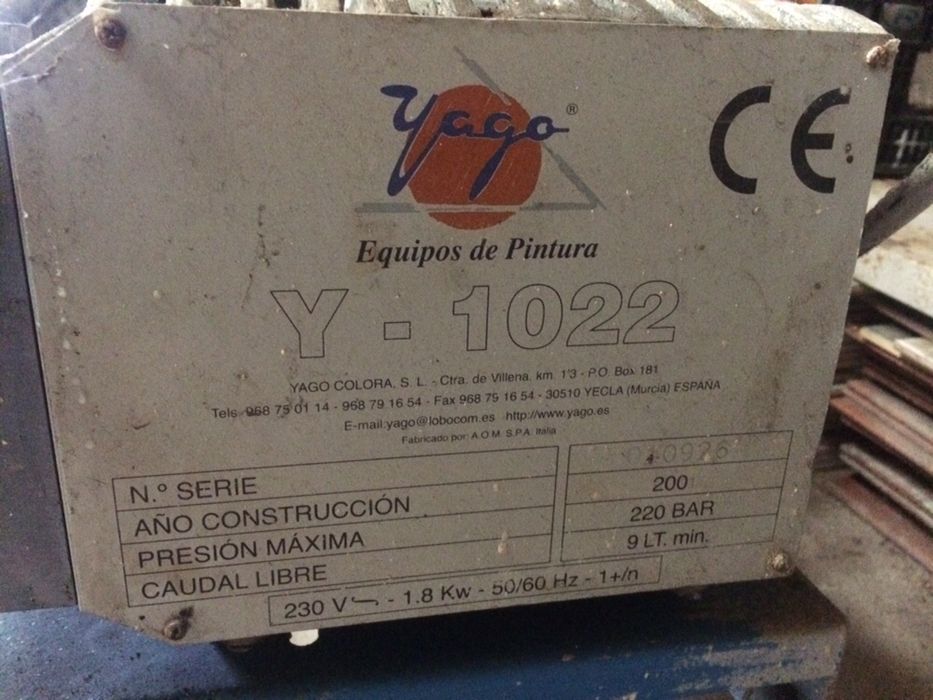 Yago ®
CE
Equipos de Pintura
Y - 1022
YAGO COLORA, S. L. - Ctra. de Villena, km. 1'3 - P.O. Box 181
Tels. 968 75 01 14 - 968 79 16 54 - Fax 968 79 16 54 - 30510 YECLA (Murcia) ESPAÑA
E-mail:yago@lobocom.es http://www.yago.es
Fabricado por: A.O.M. S.P.A. Italia
N.º SERIE
AÑO CONSTRUCCIÓN 200
PRESIÓN MÁXIMA 220 BAR
CAUDAL LIBRE 9 LT. min.
230 V~ - 1.8 Kw - 50/60 Hz - 1+/n